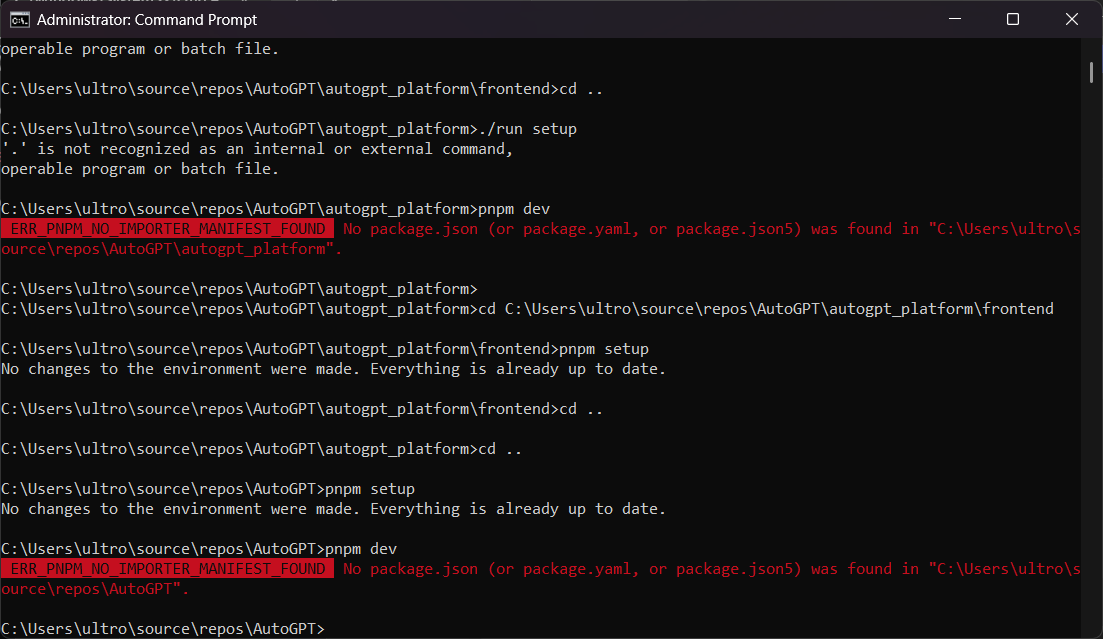 Administrator: Command Prompt
operable program or batch file.
C:\Users\ultro\source\repos\AutoGPT\autogpt_platform\frontend>cd ..
C:\Users\ultro\source\repos\AutoGPT\autogpt_platform>./run setup
'.' is not recognized as an internal or external command,
operable program or batch file.
C:\Users\ultro\source\repos\AutoGPT\autogpt_platform>pnpm dev
ERR_PNPM_NO_IMPORTER_MANIFEST_FOUND  No package.json (or package.yaml, or package.json5) was found in "C:\Users\ultro\s
ource\repos\AutoGPT\autogpt_platform".
C:\Users\ultro\source\repos\AutoGPT\autogpt_platform>
C:\Users\ultro\source\repos\AutoGPT\autogpt_platform>cd C:\Users\ultro\source\repos\AutoGPT\autogpt_platform\frontend
C:\Users\ultro\source\repos\AutoGPT\autogpt_platform\frontend>pnpm setup
No changes to the environment were made. Everything is already up to date.
C:\Users\ultro\source\repos\AutoGPT\autogpt_platform\frontend>cd ..
C:\Users\ultro\source\repos\AutoGPT\autogpt_platform>cd ..
C:\Users\ultro\source\repos\AutoGPT>pnpm setup
No changes to the environment were made. Everything is already up to date.
C:\Users\ultro\source\repos\AutoGPT>pnpm dev
ERR_PNPM_NO_IMPORTER_MANIFEST_FOUND  No package.json (or package.yaml, or package.json5) was found in "C:\Users\ultro\s
ource\repos\AutoGPT".
C:\Users\ultro\source\repos\AutoGPT>